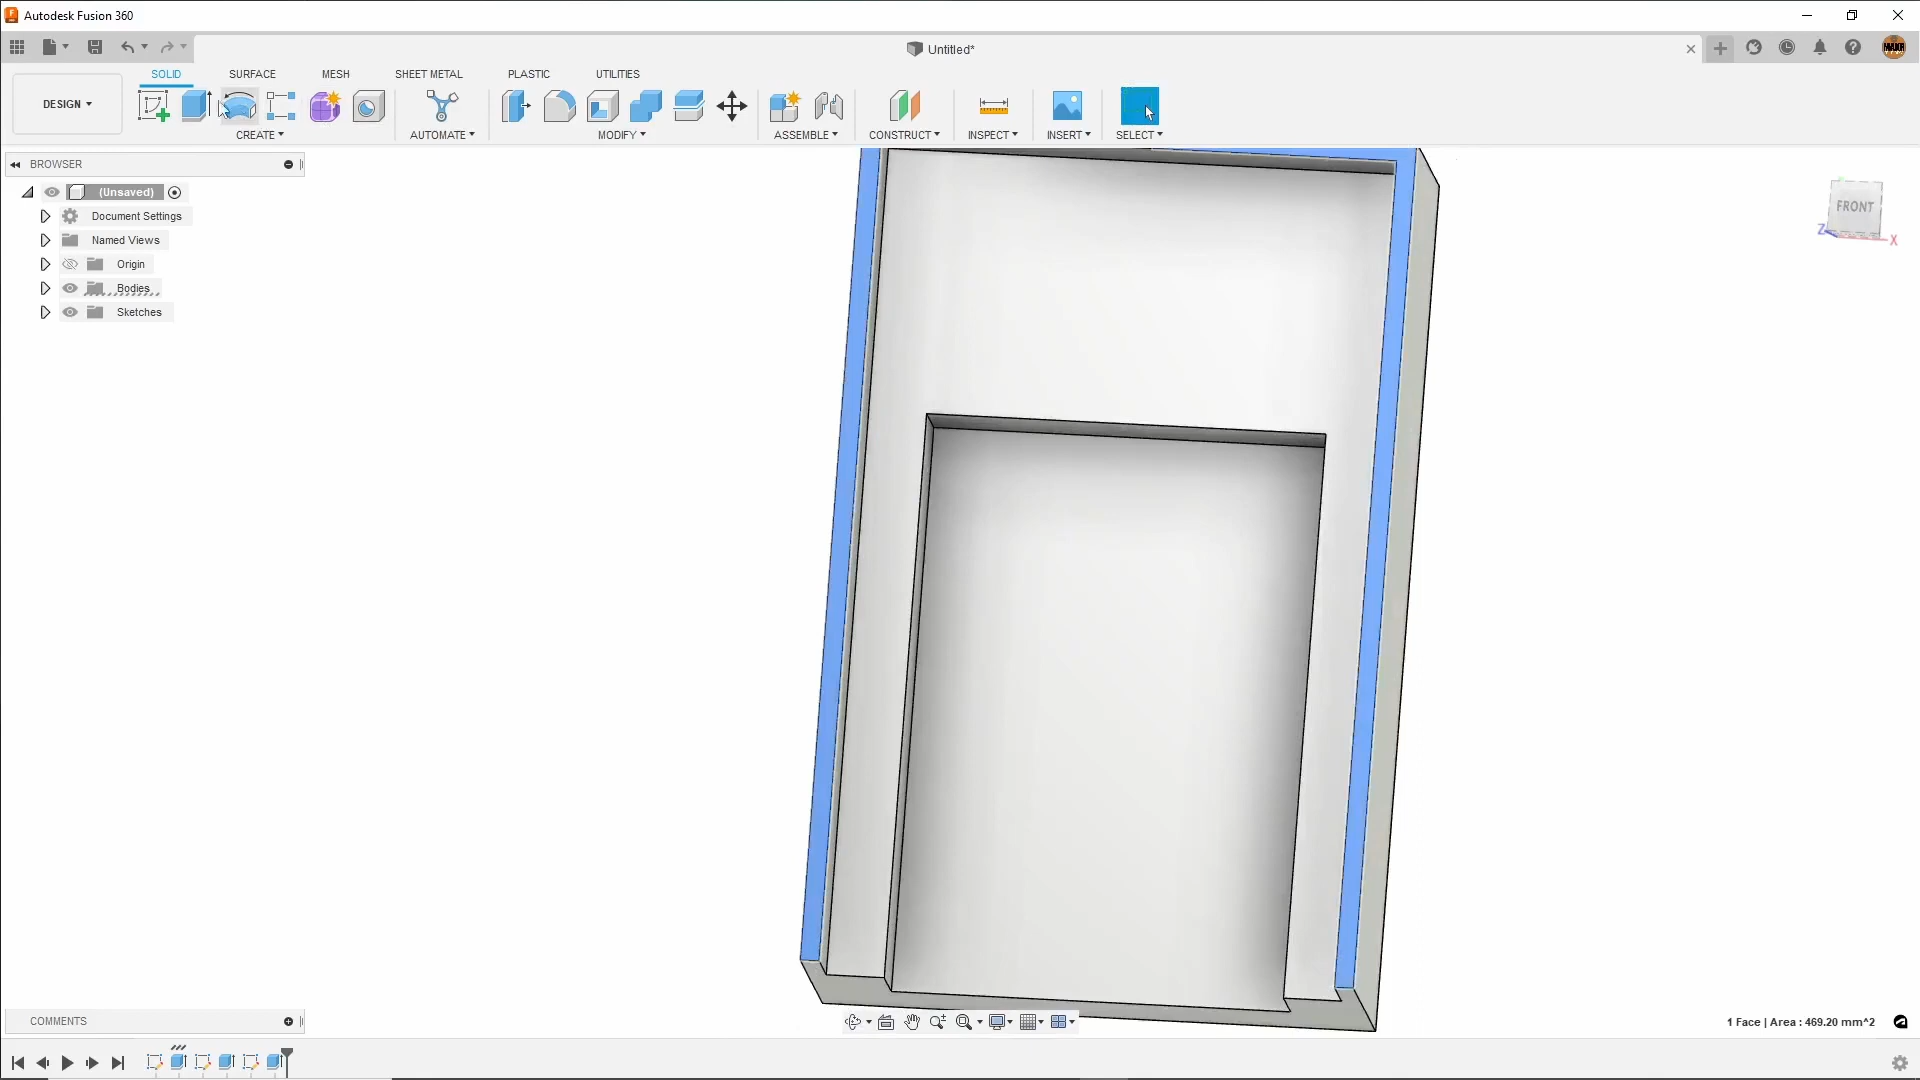 Autodesk Fusion 360
Untitled*
DESIGN
SOLID
SURFACE
MESH
SHEET METAL
PLASTIC
UTILITIES
CREATE
AUTOMATE
MODIFY
ASSEMBLE
CONSTRUCT
INSPECT
INSERT
SELECT
BROWSER
(Unsaved)
Document Settings
Named Views
Origin
Bodies
Sketches
FRONT
Z
X
COMMENTS
1 Face | Area : 469.20 mm^2